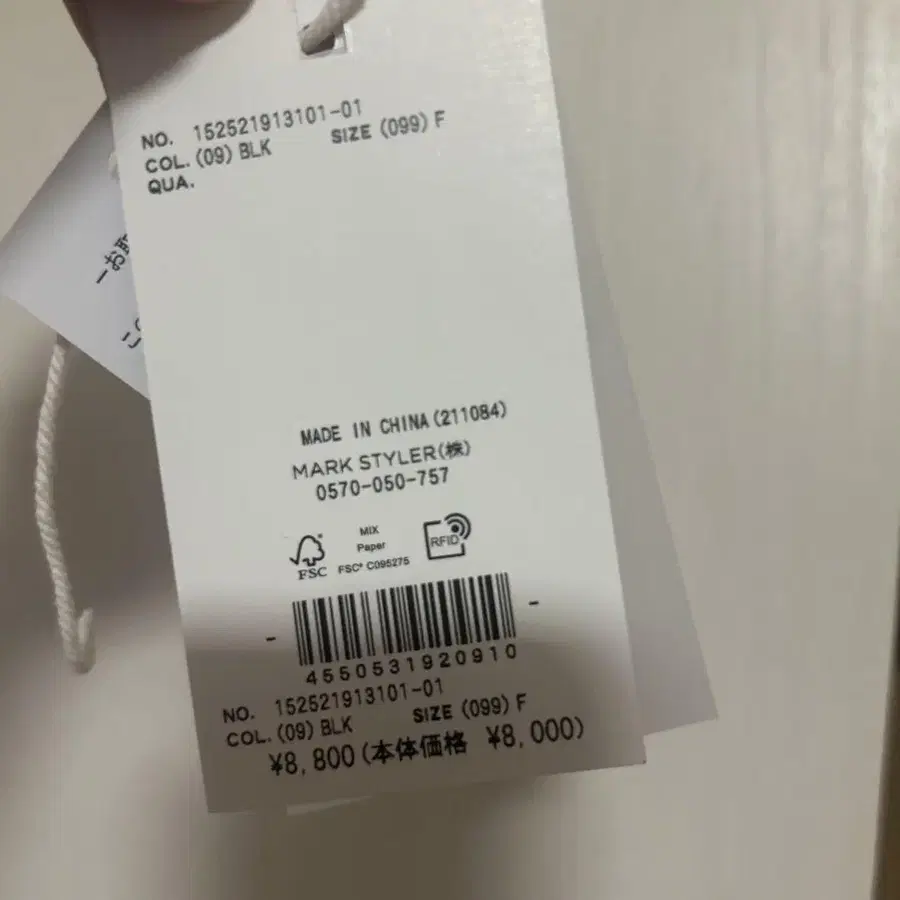 NO. 152521913101-01
COL. (09) BLK SIZE (099) F
QUA.
MADE IN CHINA (211084)
MARK STYLER(株)
0570-050-757
FSC
MIX
Paper
FSC® C095275
RFID
4550531920910
NO. 152521913101-01
COL. (09) BLK SIZE (099) F
¥8,800(本体価格 ¥8,000)